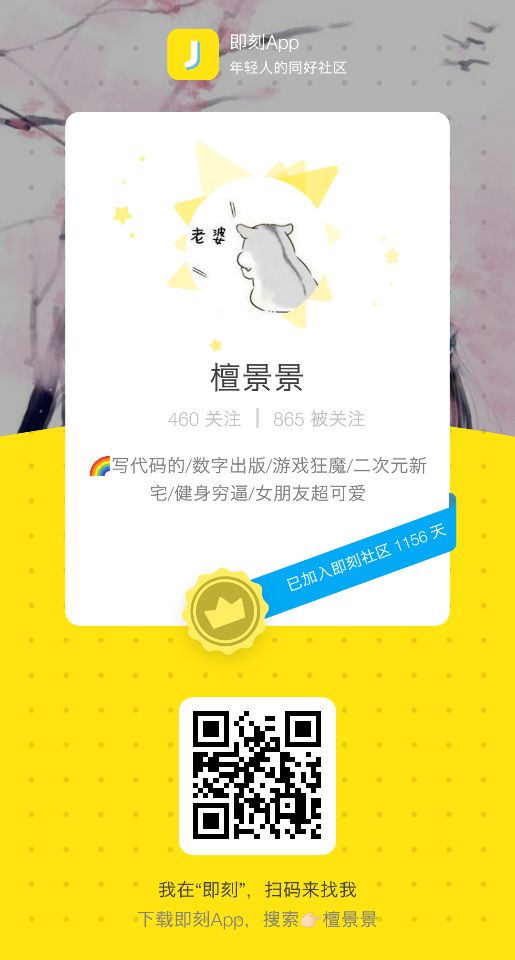 J
即刻App
年轻人的同好社区
老婆
檀景景
460 关注 | 865 被关注
🌈写代码的/数字出版/游戏狂魔/二次元新
宅/健身穷逼/女朋友超可爱
已加入即刻社区 1156 天
我在“即刻”，扫码来找我
下载即刻App，搜索👉🏻檀景景